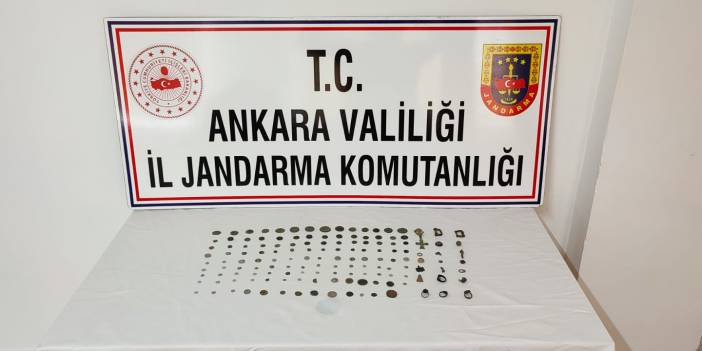 T.C.
ANKARA VALİLİĞİ
İL JANDARMA KOMUTANLIĞI
JANDARMA